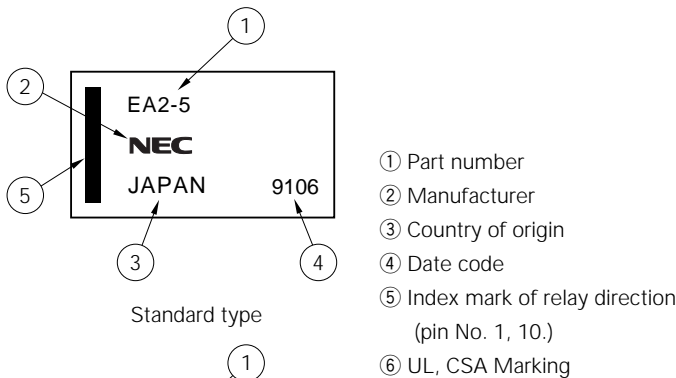 ①
②
EA2-5
NEC
JAPAN 9106
⑤
③ ④
Standard type
①
① Part number
② Manufacturer
③ Country of origin
④ Date code
⑤ Index mark of relay direction
(pin No. 1, 10.)
⑥ UL, CSA Marking